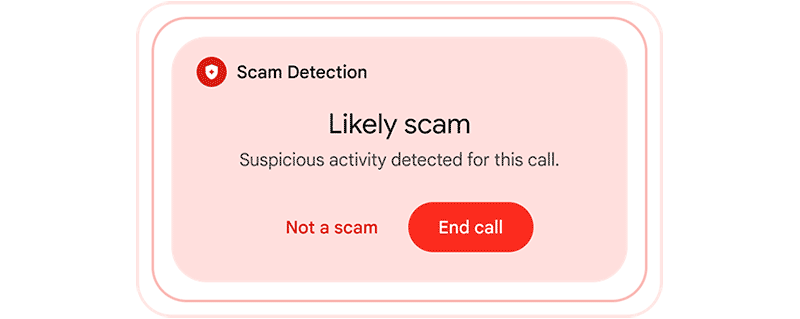 Scam Detection
Likely scam
Suspicious activity detected for this call.
Not a scam
End call